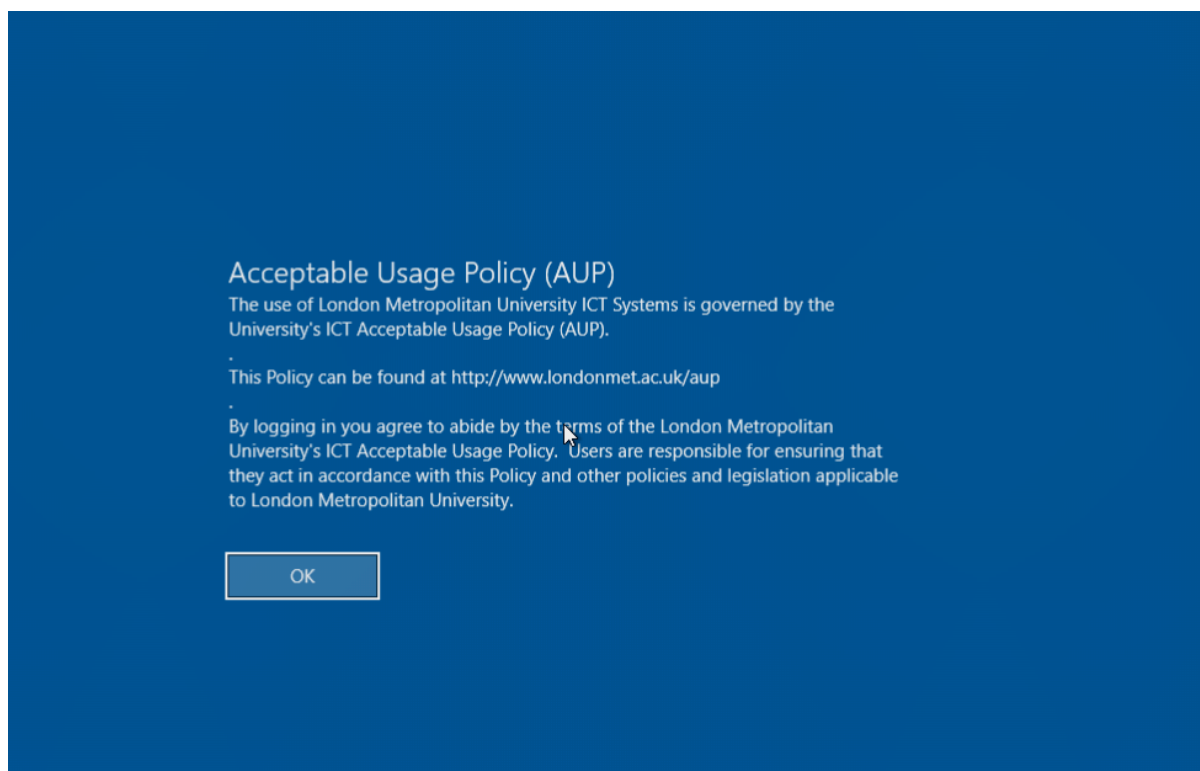 Acceptable Usage Policy (AUP)
The use of London Metropolitan University ICT Systems is governed by the
University's ICT Acceptable Usage Policy (AUP).
.
This Policy can be found at http://www.londonmet.ac.uk/aup
.
By logging in you agree to abide by the terms of the London Metropolitan
University's ICT Acceptable Usage Policy.  Users are responsible for ensuring that
they act in accordance with this Policy and other policies and legislation applicable
to London Metropolitan University.
OK